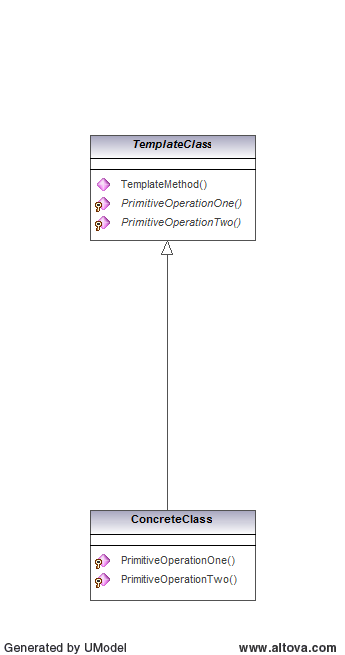 TemplateClass
TemplateMethod()
PrimitiveOperationOne()
PrimitiveOperationTwo()
ConcreteClass
PrimitiveOperationOne()
PrimitiveOperationTwo()
Generated by UModel www.altova.com